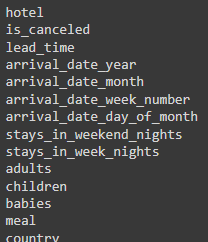 hotel
is_canceled
lead_time
arrival_date_year
arrival_date_month
arrival_date_week_number
arrival_date_day_of_month
stays_in_weekend_nights
stays_in_week_nights
adults
children
babies
meal
country